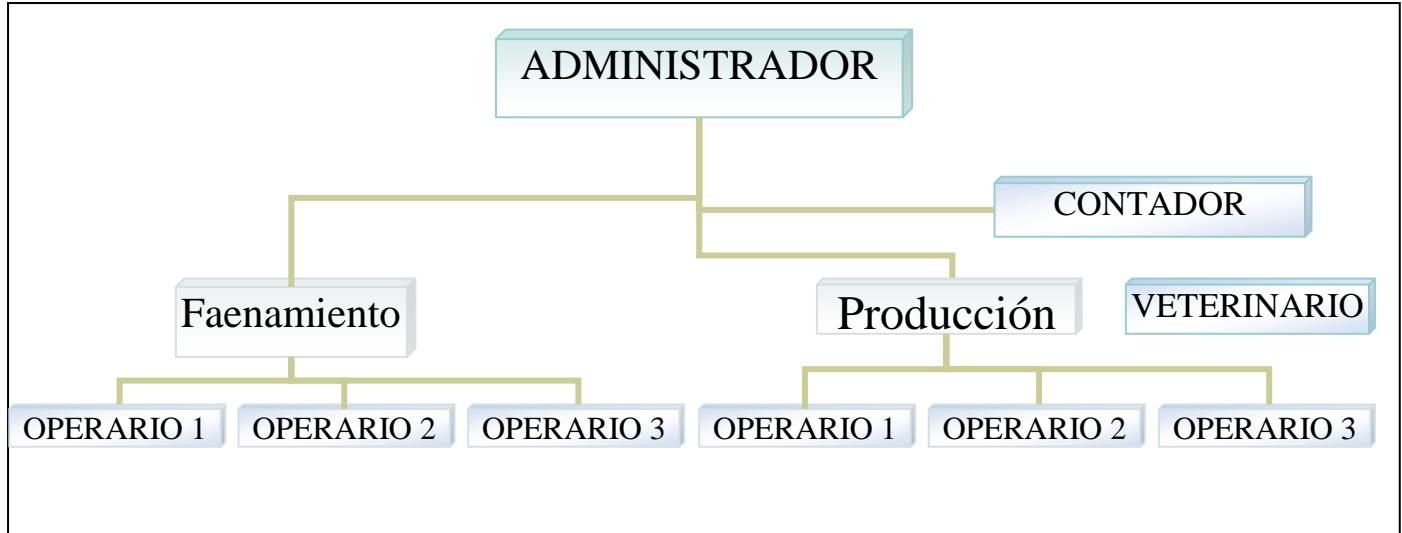 ADMINISTRADOR
CONTADOR
Faenamiento
Producción
VETERINARIO
OPERARIO 1
OPERARIO 2
OPERARIO 3
OPERARIO 1
OPERARIO 2
OPERARIO 3